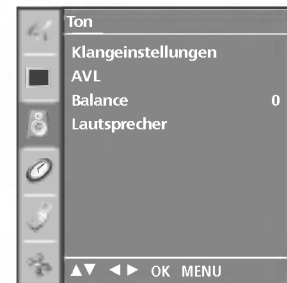 Ton
Klangeinstellungen
AVL
Balance 0
Lautsprecher
▲▼ ◄► OK MENU